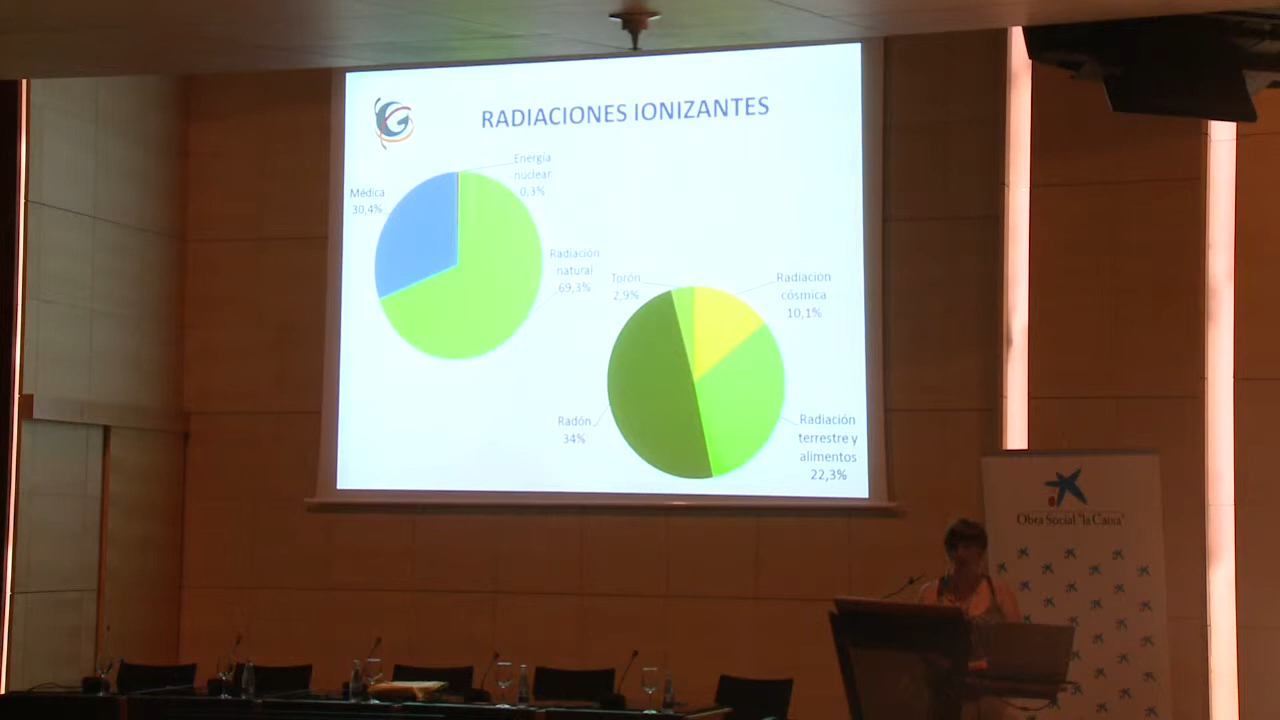 RADIACIONES IONIZANTES
Energía
nuclear
0,3%
Médica
30,4%
Radiación
natural
69,3%
Torón
2,9%
Radiación
cósmica
10,1%
Radón
34%
Radiación
terrestre y
alimentos
22,3%
Obra Social "la Caixa"